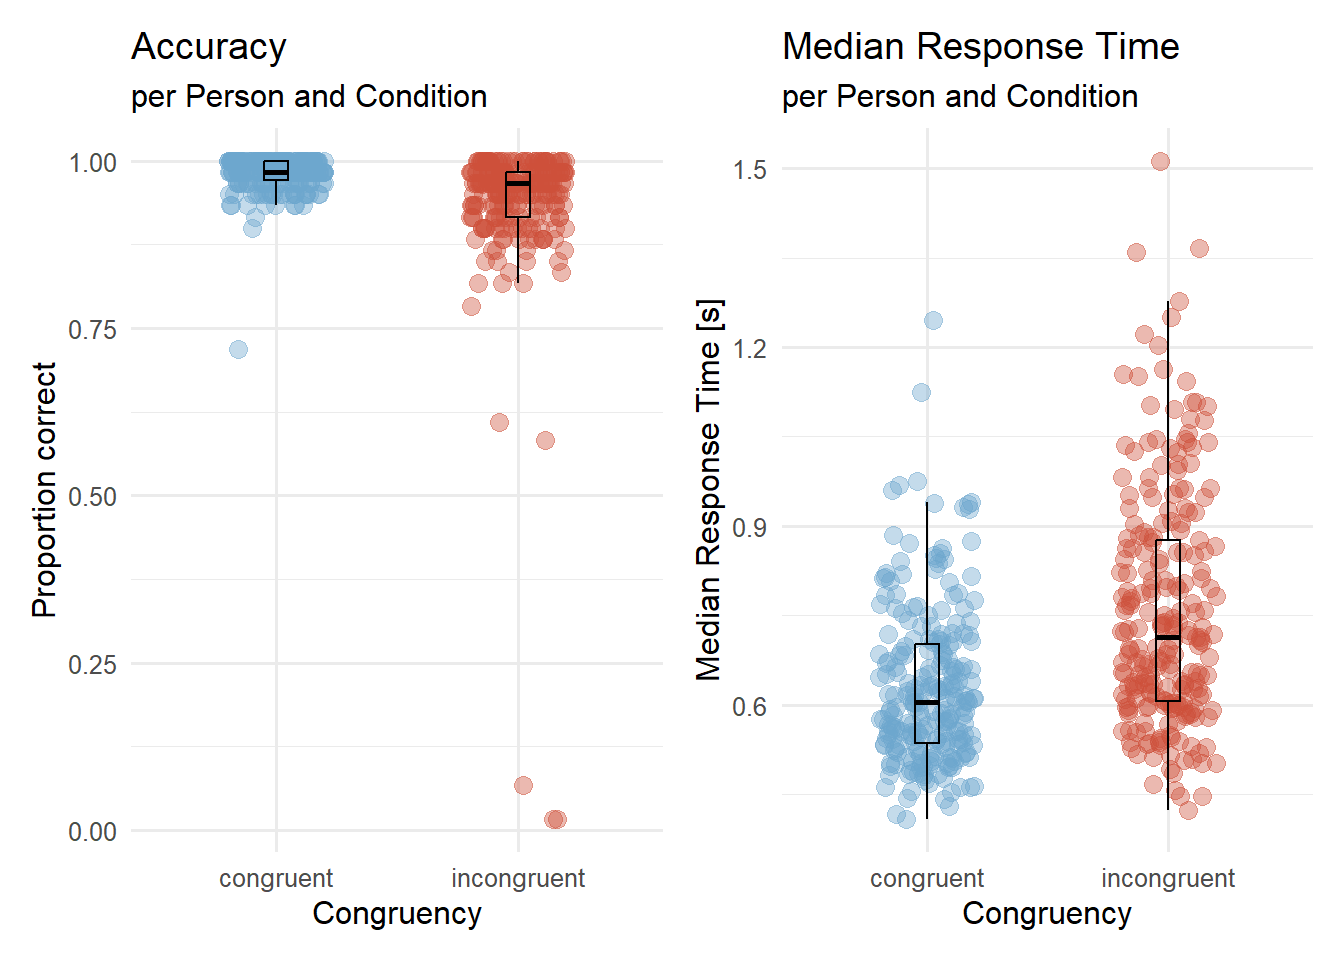 Accuracy
per Person and Condition
Proportion correct
1.00
0.75
0.50
0.25
0.00
congruent
incongruent
Congruency
Median Response Time
per Person and Condition
Median Response Time [s]
1.5
1.2
0.9
0.6
congruent
incongruent
Congruency